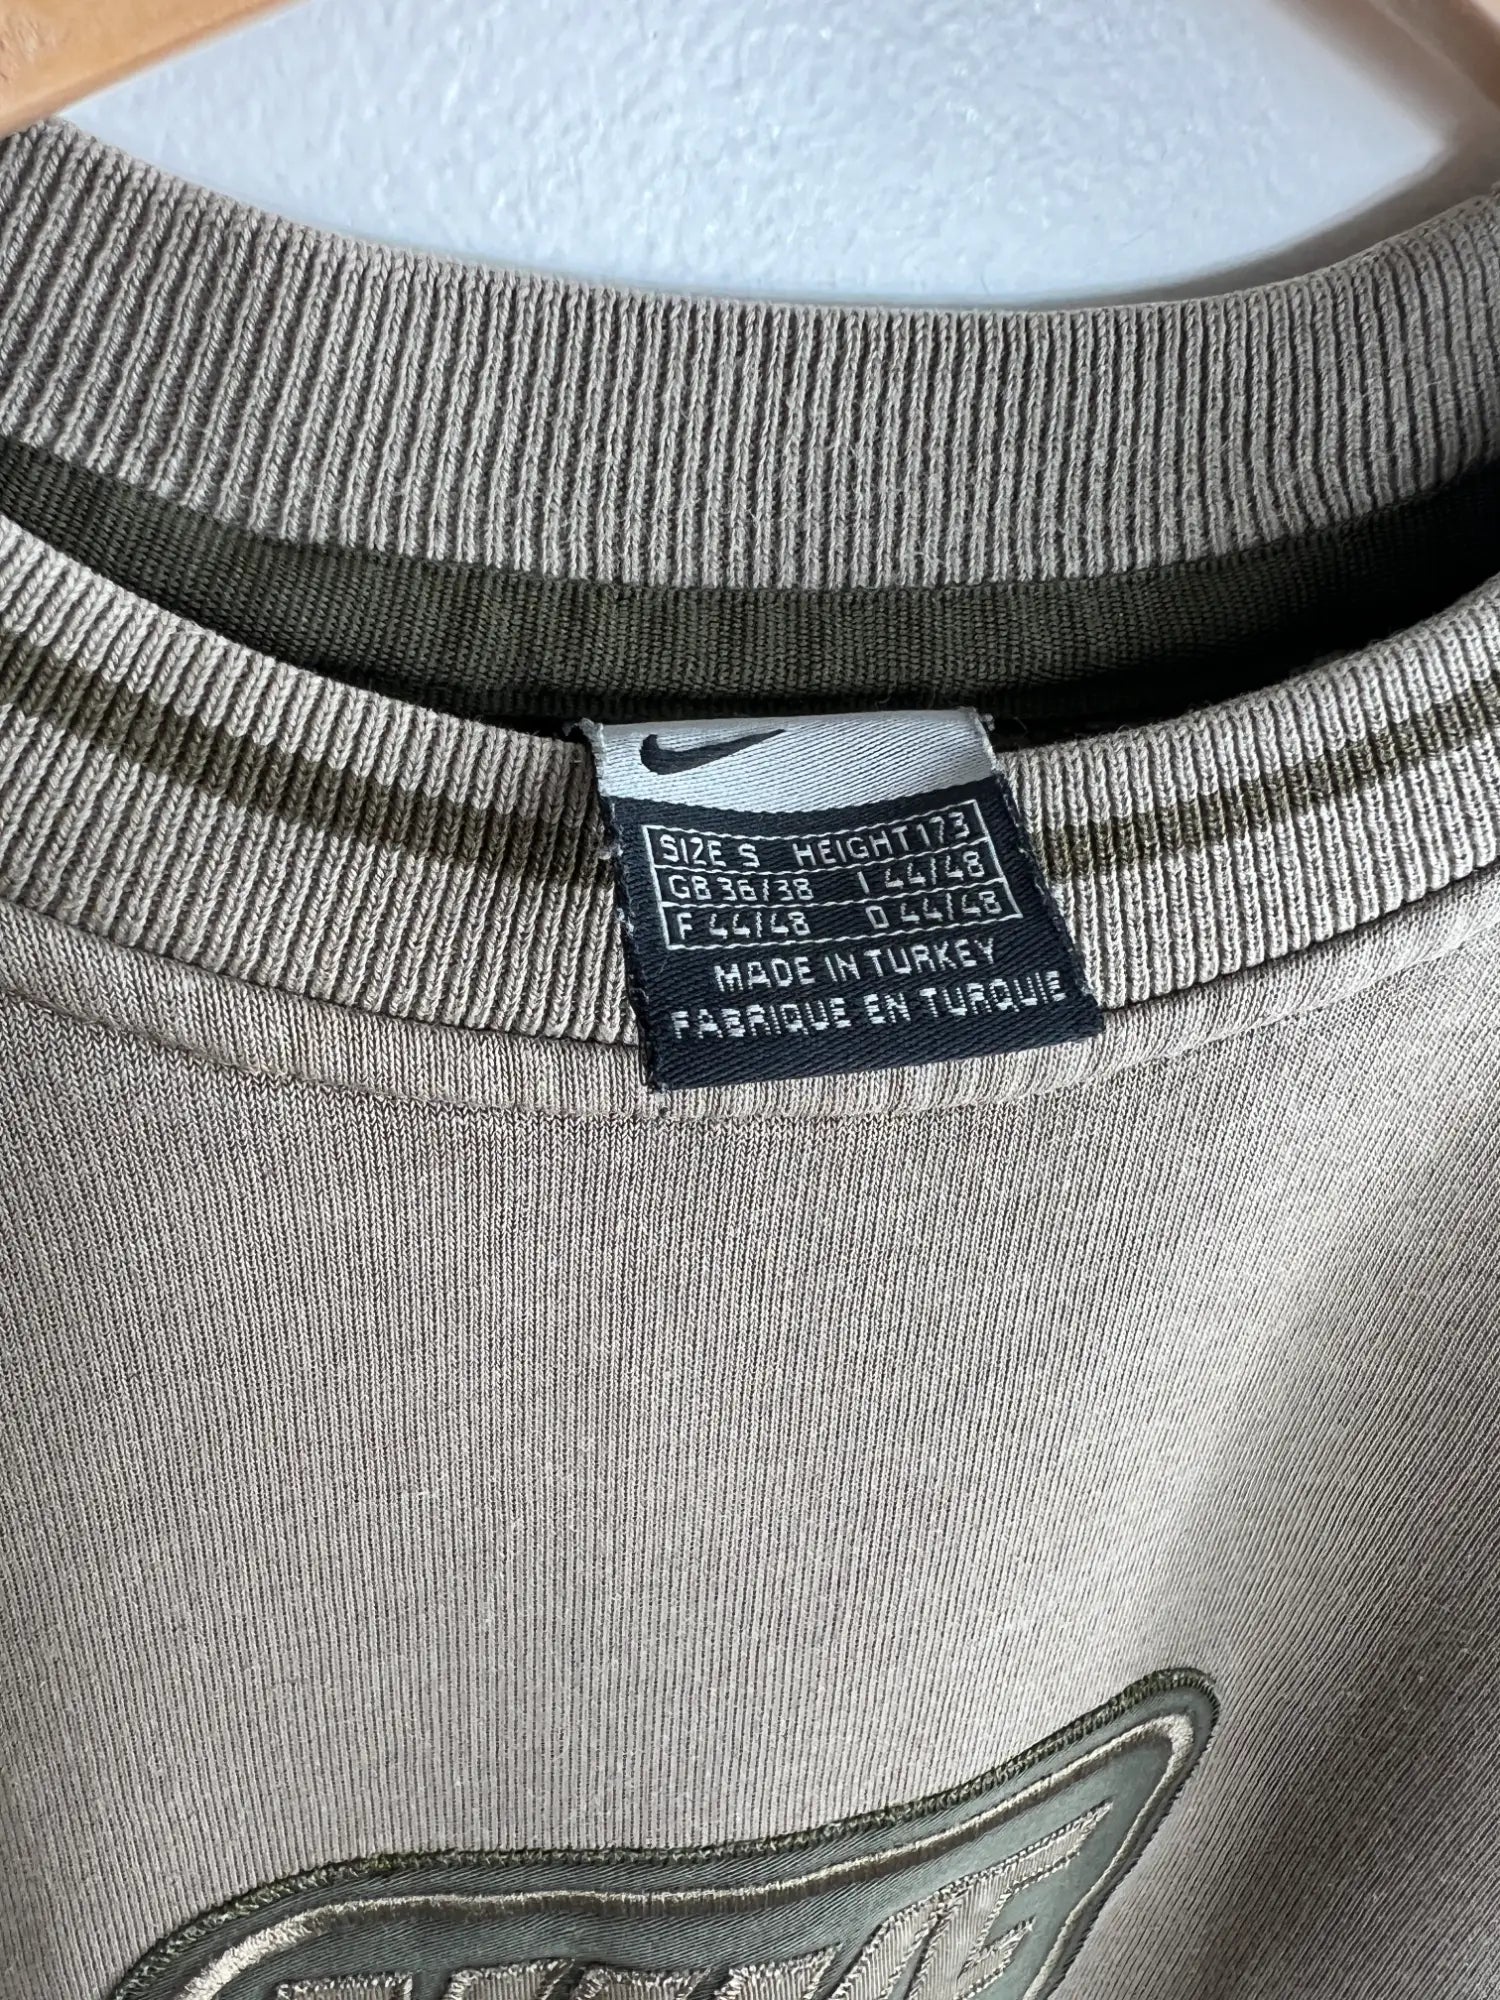 SIZE S HEIGHT 173
GB 36/38 I 44/48
F 44/48 D 44/48
MADE IN TURKEY
FABRIQUE EN TURQUIE